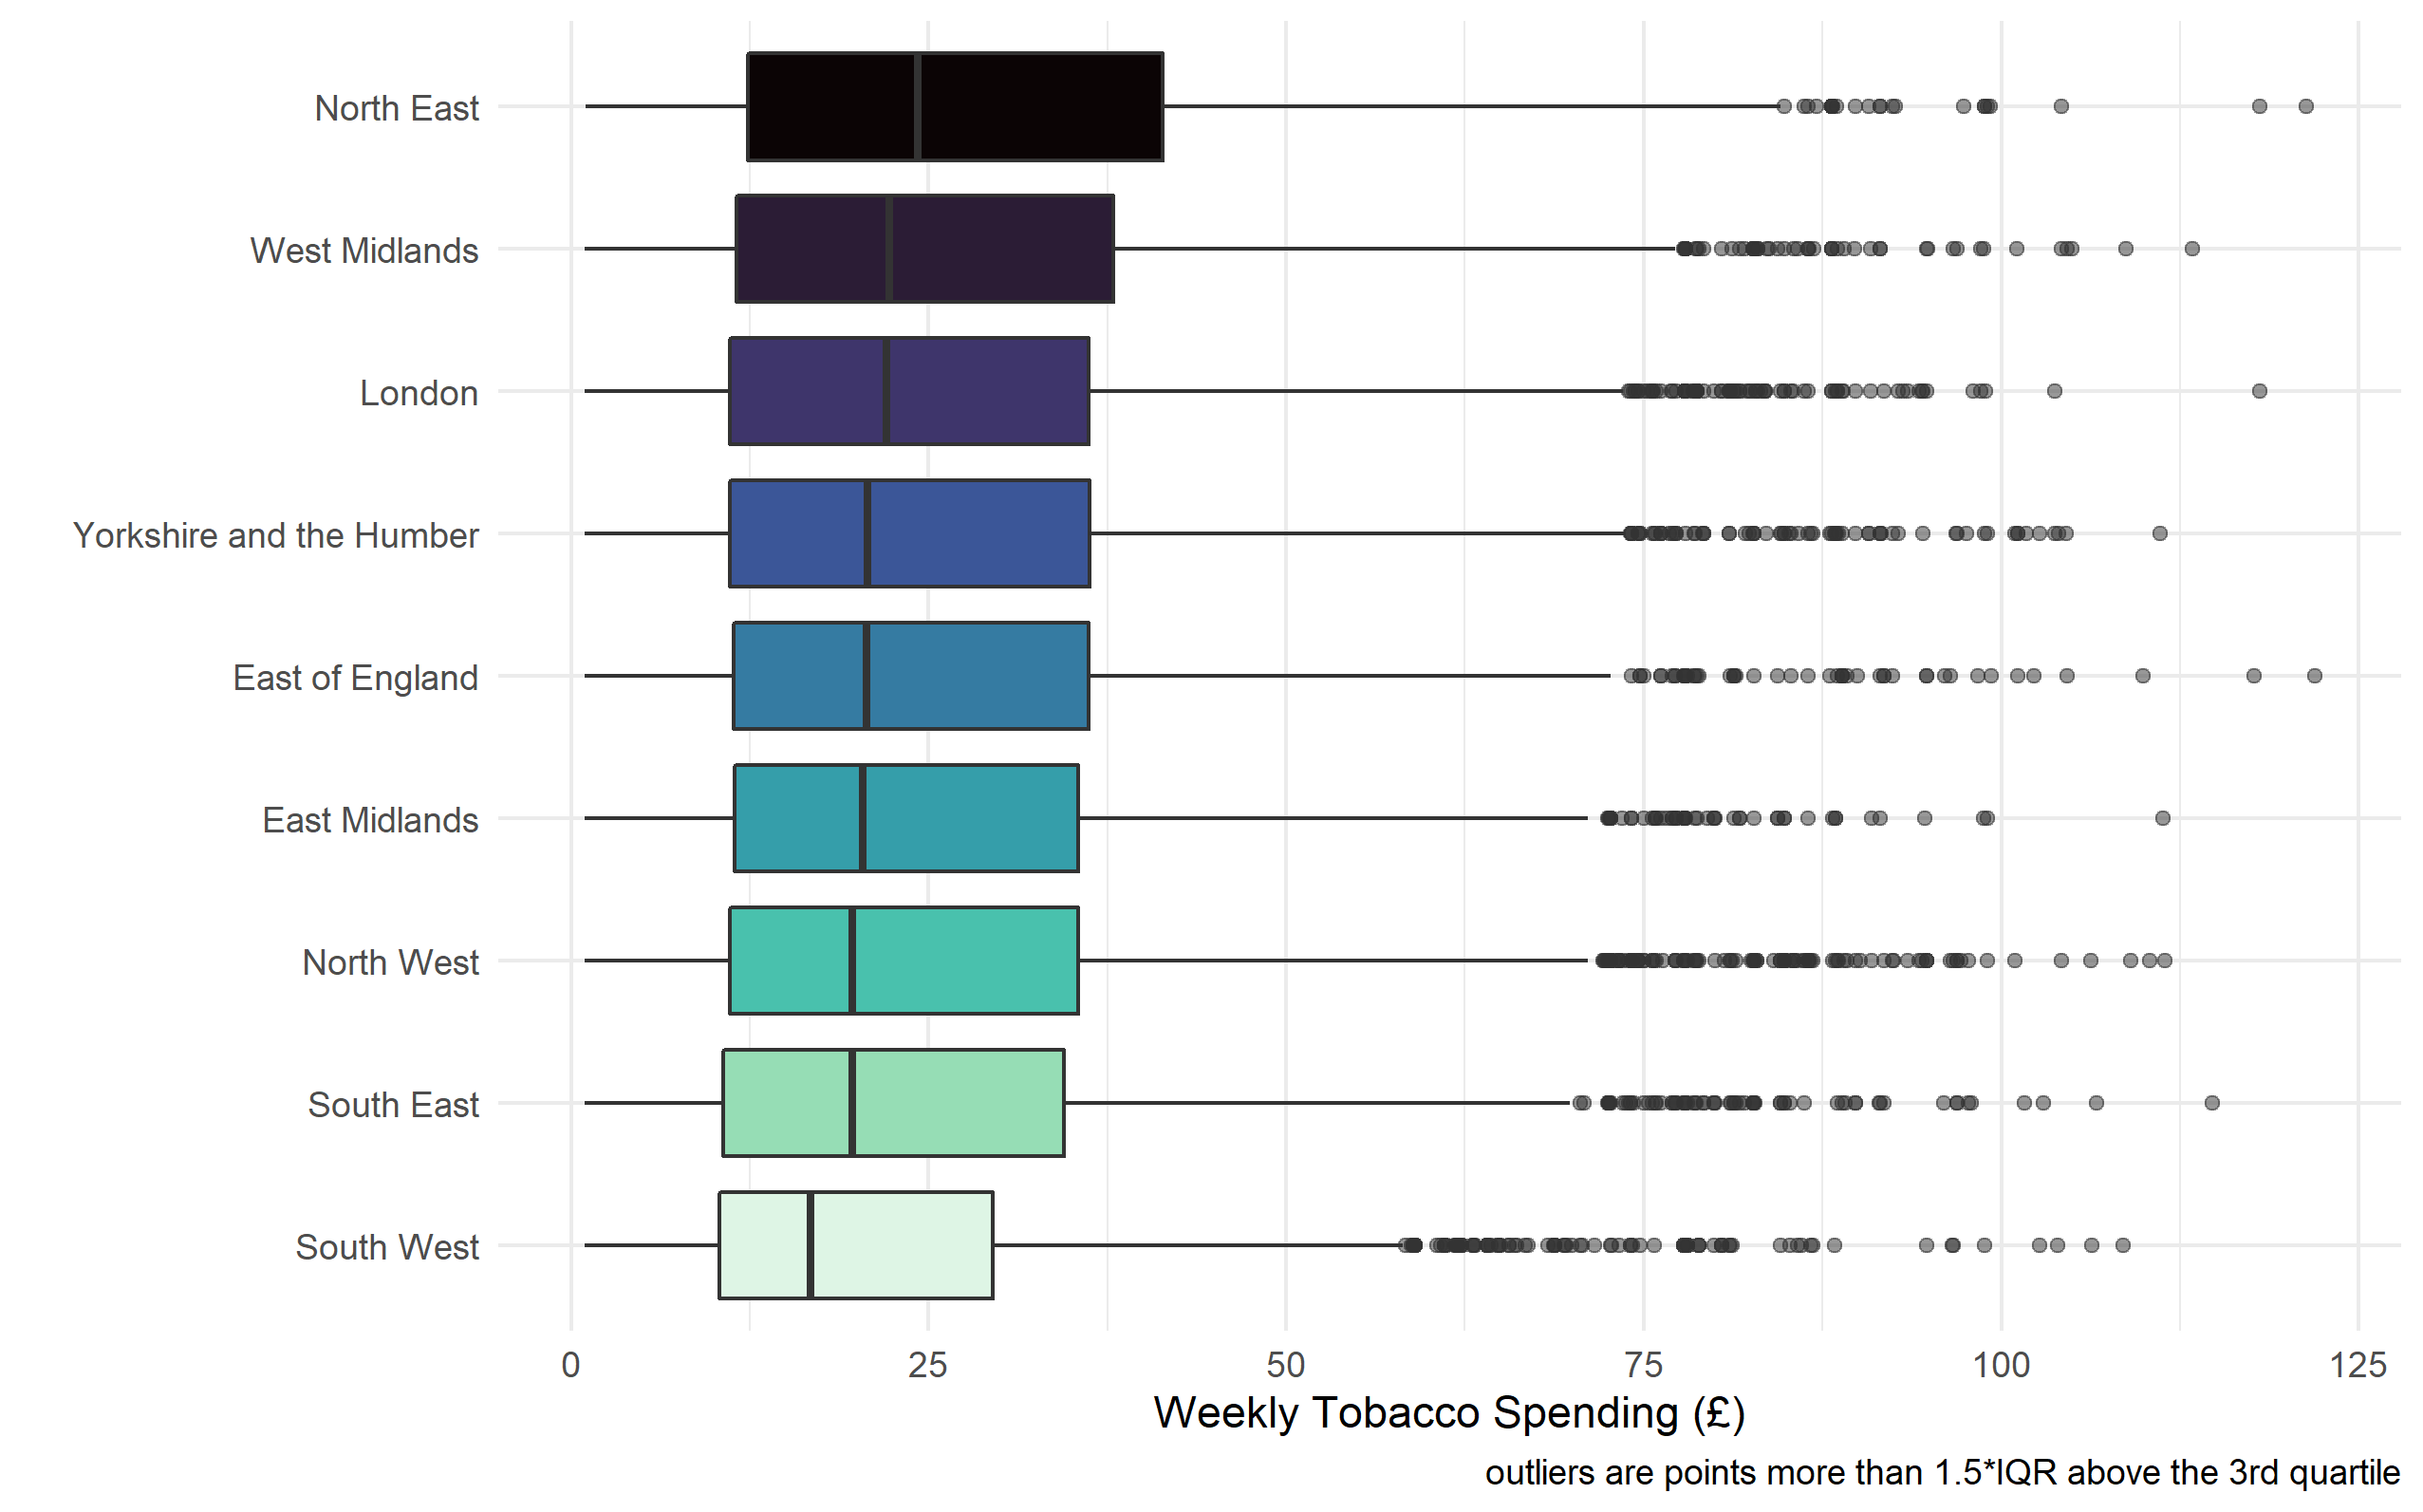 North East
West Midlands
London
Yorkshire and the Humber
East of England
East Midlands
North West
South East
South West
0 25 50 75 100 125
Weekly Tobacco Spending (£)
outliers are points more than 1.5*IQR above the 3rd quartile